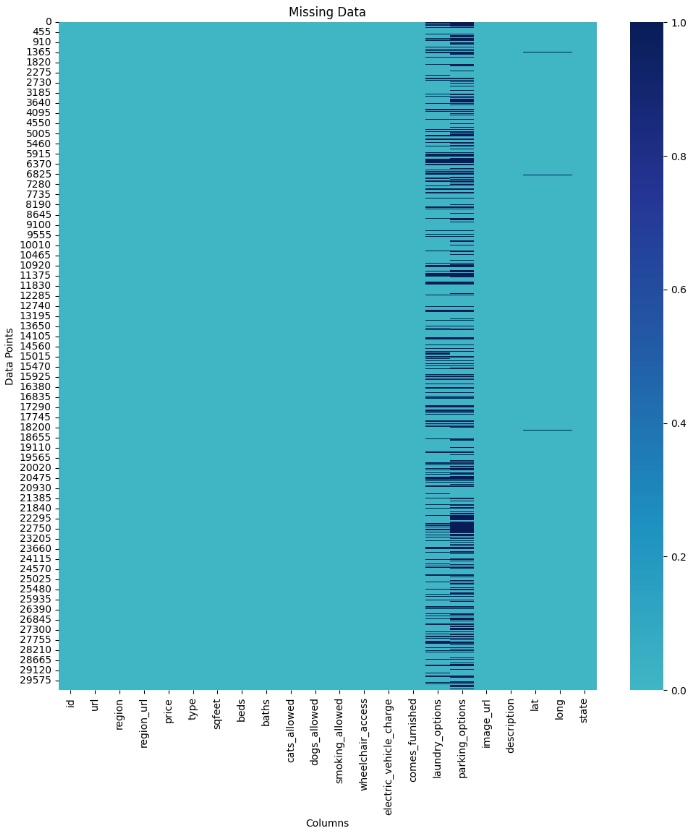 Missing Data
0
455
910
1365
1820
2275
2730
3185
3640
4095
4550
5005
5460
5915
6370
6825
7280
7735
8190
8645
9100
9555
10010
10465
10920
11375
11830
12285
12740
13195
13650
14105
14560
15015
15470
15925
16380
16835
17290
17745
18200
18655
19110
19565
20020
20475
20930
21385
21840
22295
22750
23205
23660
24115
24570
25025
25480
25935
26390
26845
27300
27755
28210
28665
29120
29575
Data Points
id
url
region
region_url
price
type
sqfeet
beds
baths
cats_allowed
dogs_allowed
smoking_allowed
wheelchair_access
electric_vehicle_charge
comes_furnished
laundry_options
parking_options
image_url
description
lat
long
state
Columns
1.0
0.8
0.6
0.4
0.2
0.0